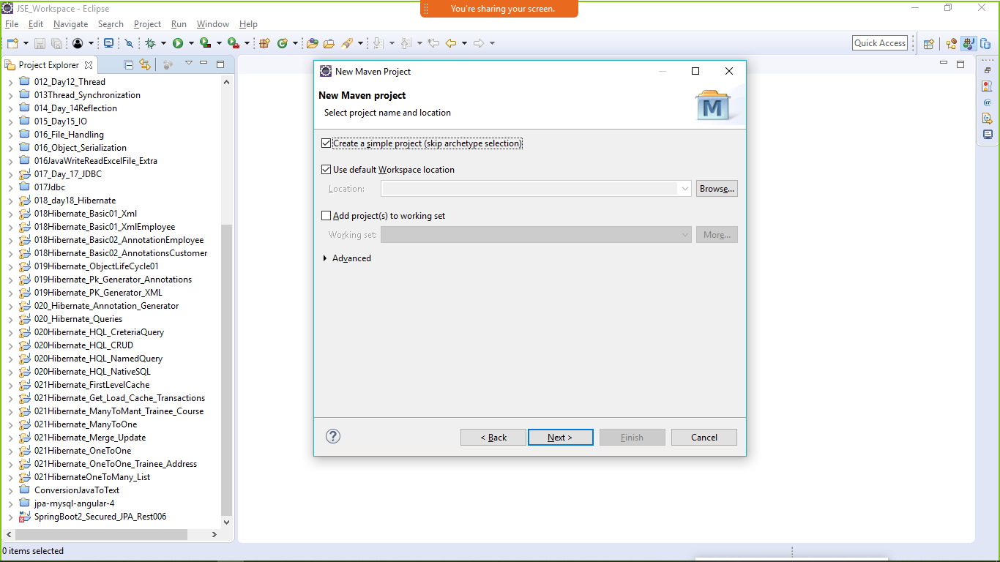 JSE_Workspace - Eclipse
You're sharing your screen.
File Edit Navigate Search Project Run Window Help
Quick Access
Project Explorer
012_Day12_Thread
013Thread_Synchronization
014_Day_14Reflection
015_Day15_IO
016_File_Handling
016_Object_Serialization
016JavaWriteReadExcelFile_Extra
017_Day_17_JDBC
017Jdbc
018_day18_Hibernate
018Hibernate_Basic01_Xml
018Hibernate_Basic01_XmlEmployee
018Hibernate_Basic02_AnnotationEmployee
018Hibernate_Basic02_AnnotationsCustomer
019Hibernate_ObjectLifeCycle01
019Hibernate_Pk_Generator_Annotations
019Hibernate_PK_Generator_XML
020_Hibernate_Annotation_Generator
020_Hibernate_Queries
020Hibernate_HQL_CreteriaQuery
020Hibernate_HQL_CRUD
020Hibernate_HQL_NamedQuery
020Hibernate_HQL_NativeSQL
021Hibernate_FirstLevelCache
021Hibernate_Get_Load_Cache_Transactions
021Hibernate_ManyToMant_Trainee_Course
021Hibernate_ManyToOne
021Hibernate_Merge_Update
021Hibernate_OneToOne
021Hibernate_OneToOne_Trainee_Address
021HibernateOneToMany_List
ConversionJavaToText
jpa-mysql-angular-4
SpringBoot2_Secured_JPA_Rest006
0 items selected
New Maven Project
New Maven project
Select project name and location
M
Create a simple project (skip archetype selection)
Use default Workspace location
Location:
Browse...
Add project(s) to working set
Working set:
More...
Advanced
?
< Back
Next >
Finish
Cancel